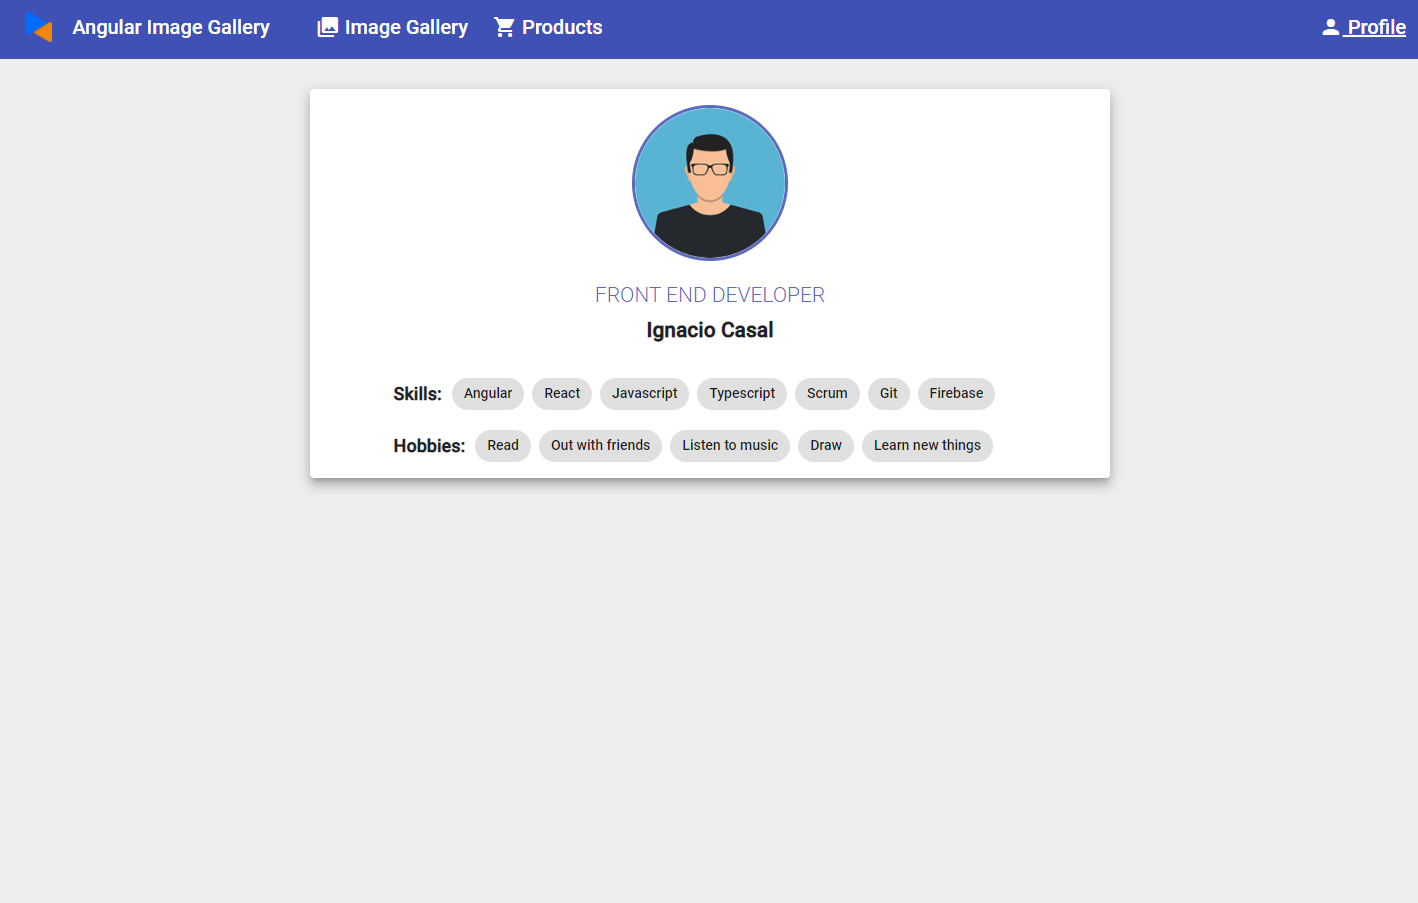 Angular Image Gallery Image Gallery Products Profile
FRONT END DEVELOPER
Ignacio Casal
Skills: Angular React Javascript Typescript Scrum Git Firebase
Hobbies: Read Out with friends Listen to music Draw Learn new things